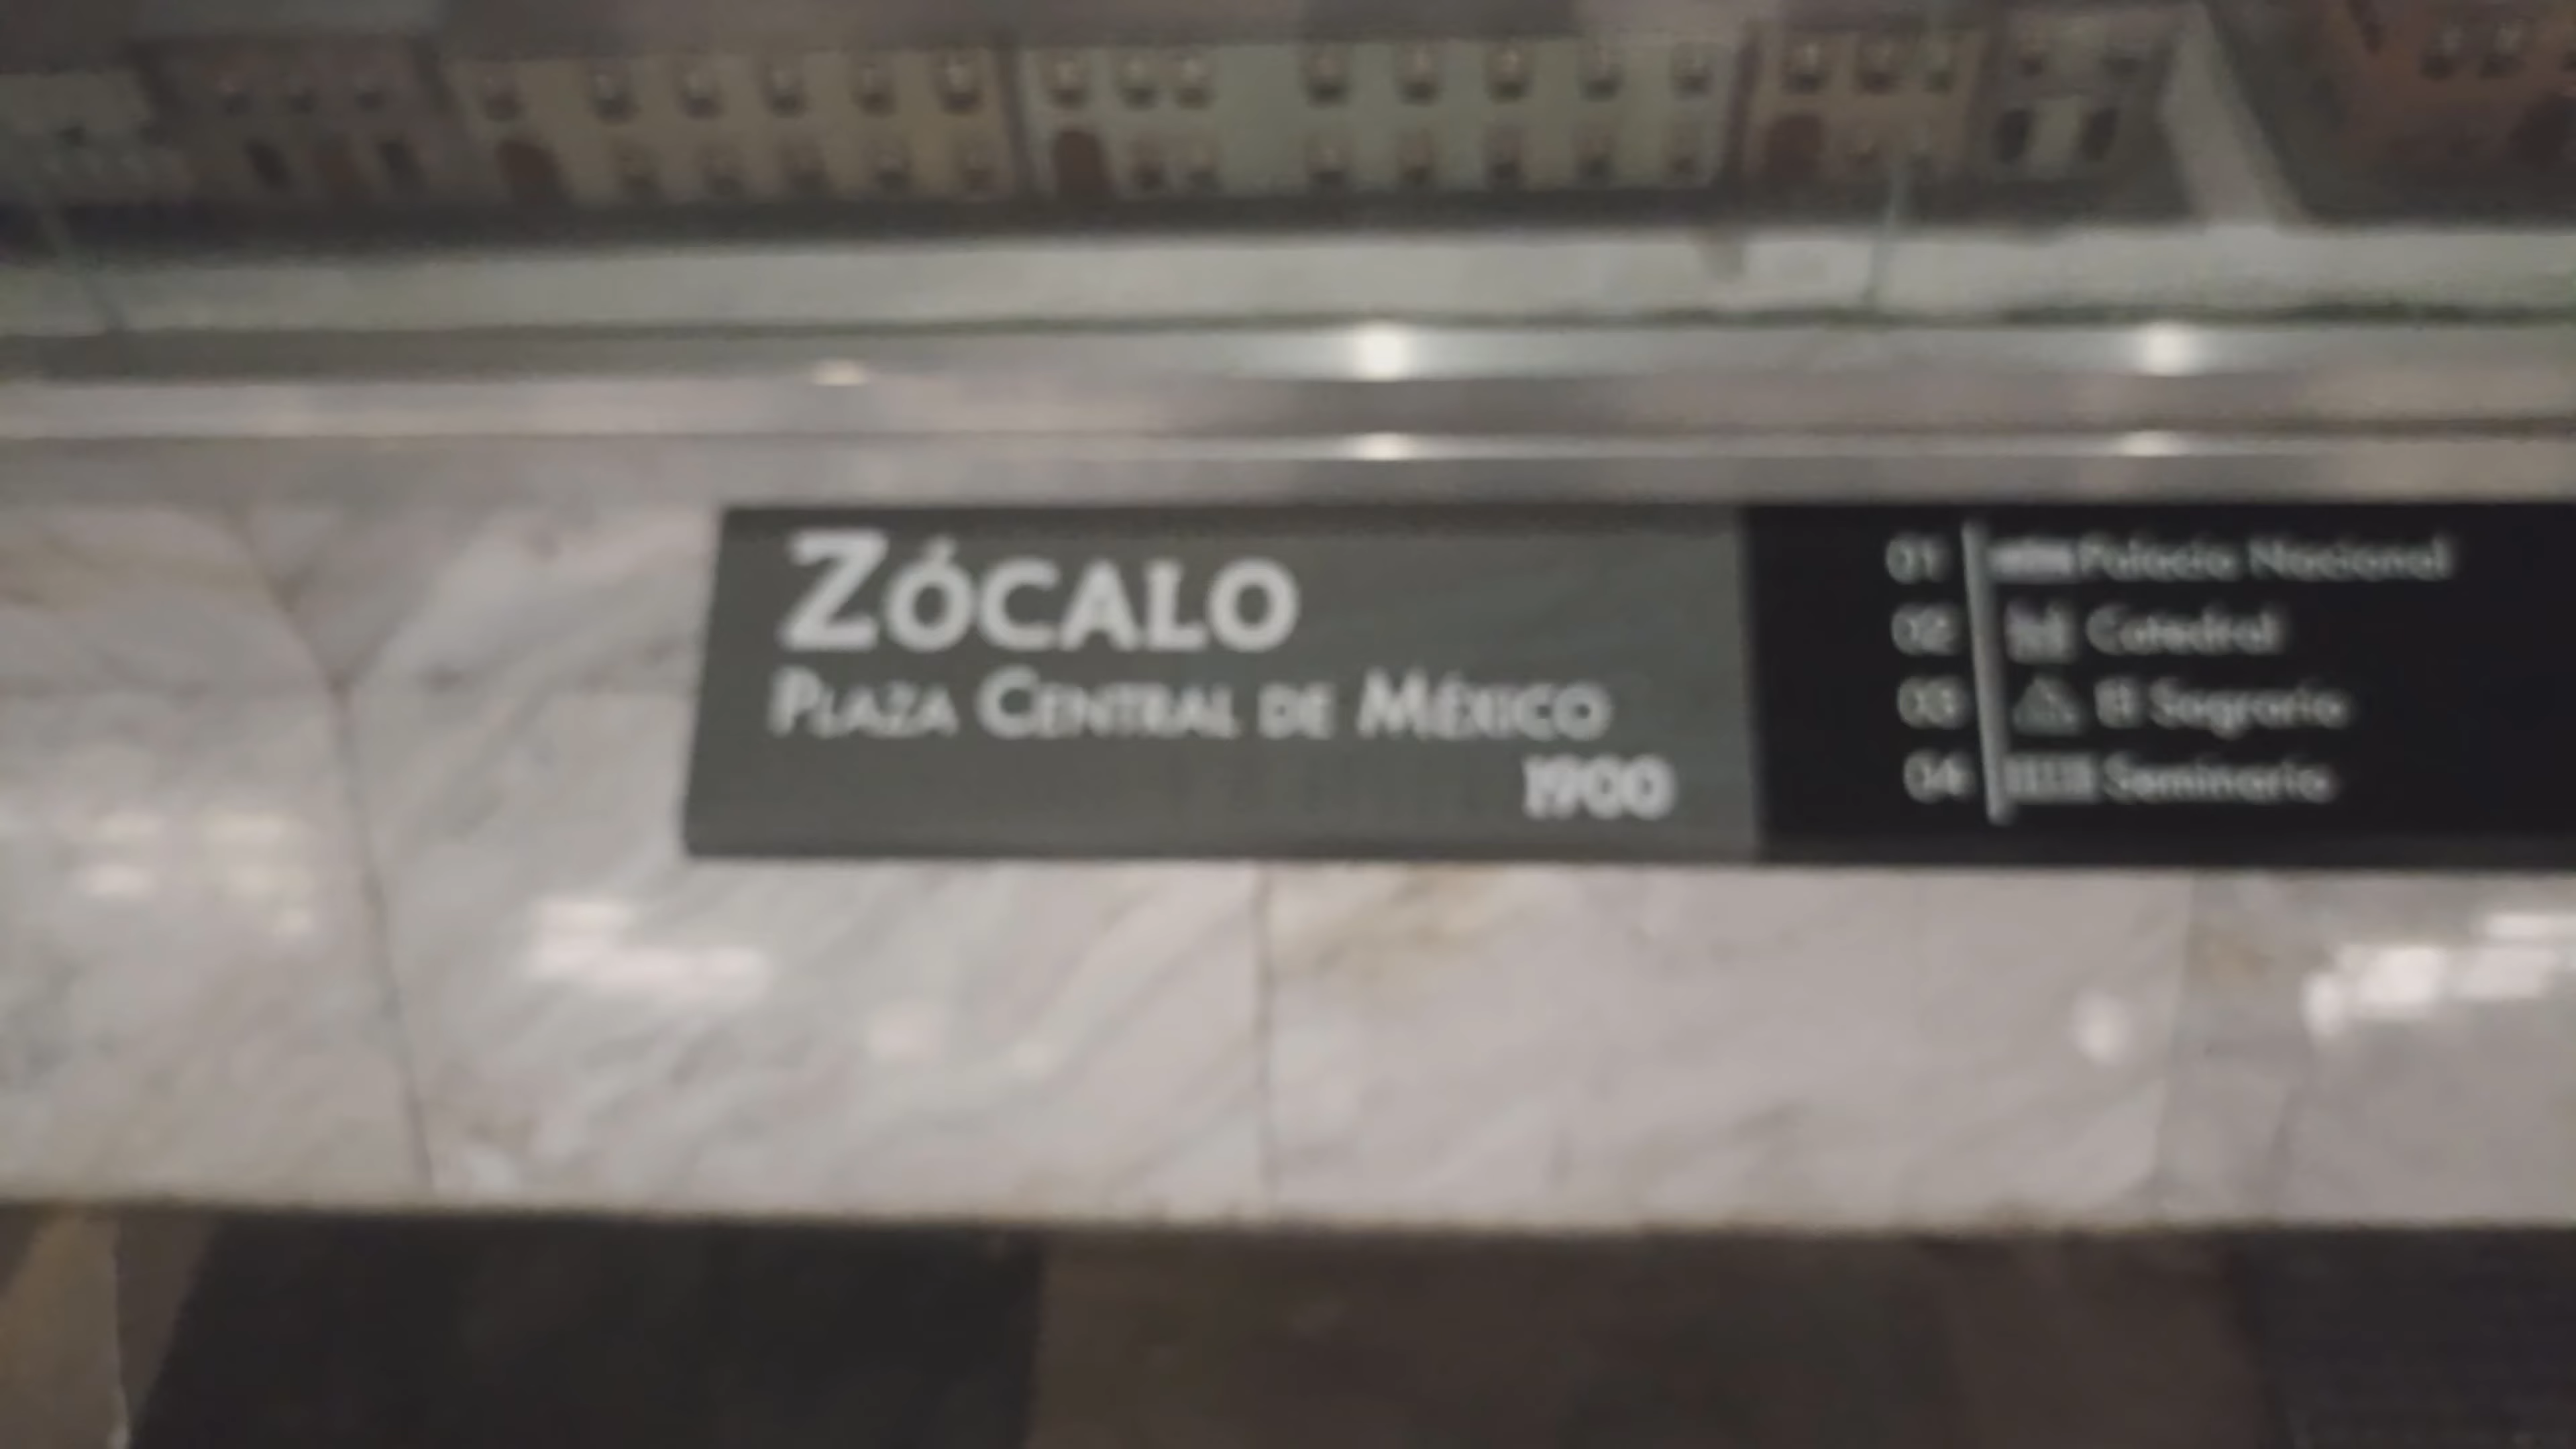 ZÓCALO
PLAZA CENTRAL DE MÉXICO
1900
01 Palacio Nacional
02 Catedral
03 El Sagrario
04 Seminario